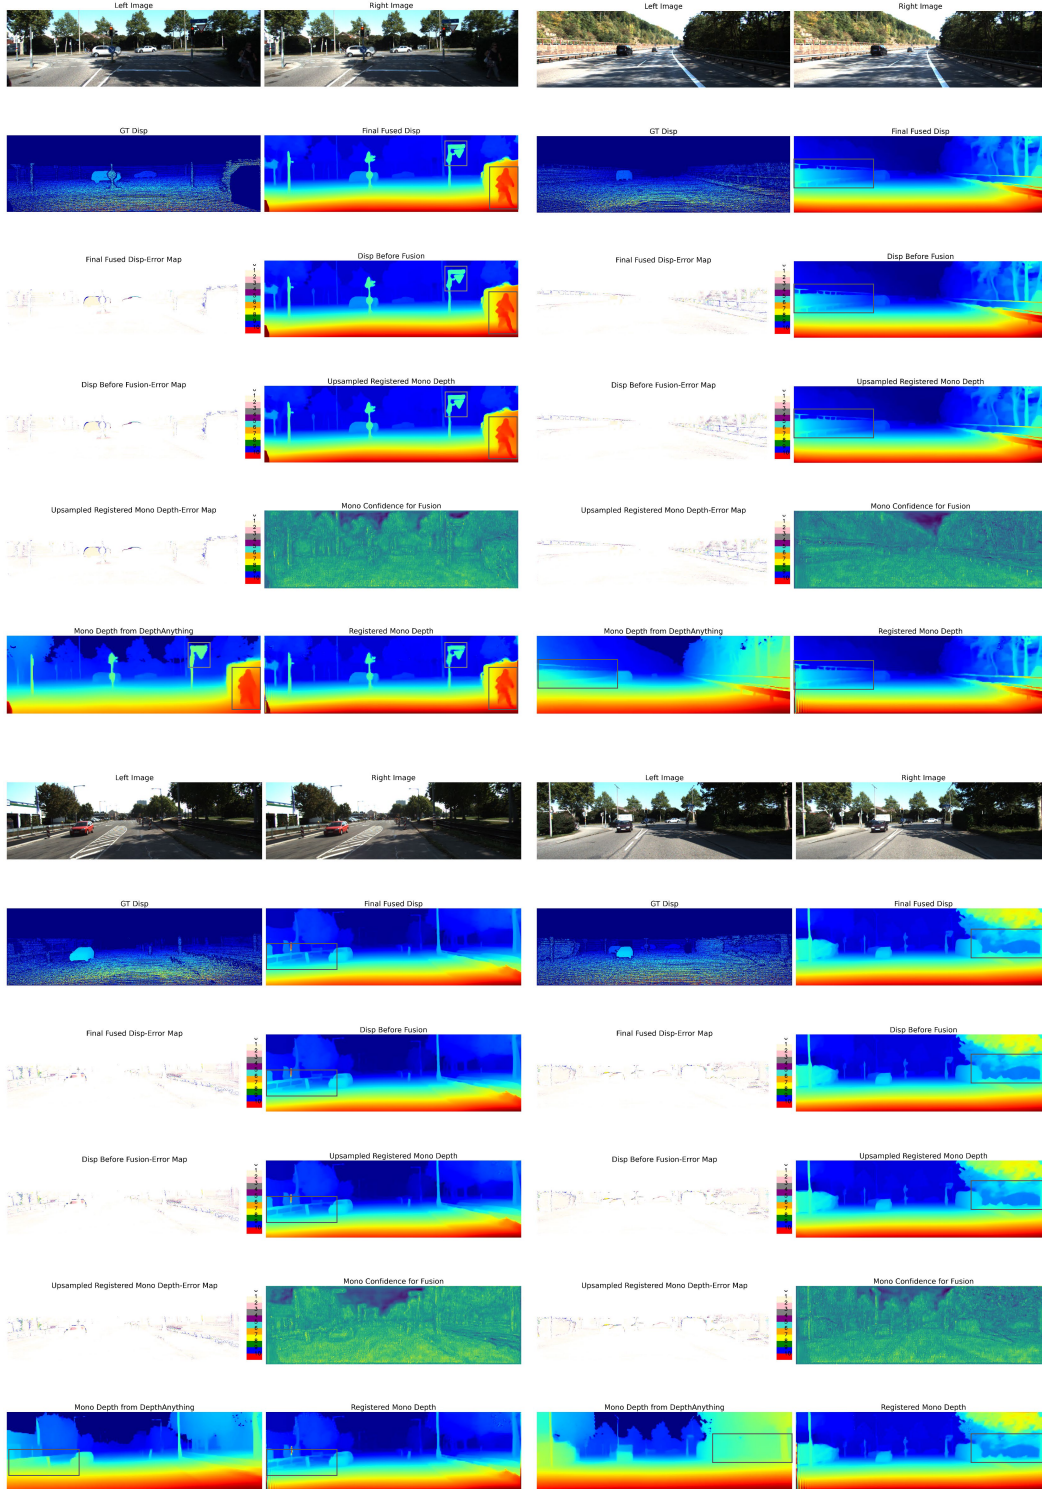 Left Image
Right Image
GT Disp
Final Fused Disp
Final Fused Disp-Error Map
Disp Before Fusion
Disp Before Fusion-Error Map
Upsampled Registered Mono Depth
Upsampled Registered Mono Depth-Error Map
Mono Confidence for Fusion
Mono Depth from DepthAnything
Registered Mono Depth
Left Image
Right Image
GT Disp
Final Fused Disp
Final Fused Disp-Error Map
Disp Before Fusion
Disp Before Fusion-Error Map
Upsampled Registered Mono Depth
Upsampled Registered Mono Depth-Error Map
Mono Confidence for Fusion
Mono Depth from DepthAnything
Registered Mono Depth
Left Image
Right Image
GT Disp
Final Fused Disp
Final Fused Disp-Error Map
Disp Before Fusion
Disp Before Fusion-Error Map
Upsampled Registered Mono Depth
Upsampled Registered Mono Depth-Error Map
Mono Confidence for Fusion
Mono Depth from DepthAnything
Registered Mono Depth
Left Image
Right Image
GT Disp
Final Fused Disp
Final Fused Disp-Error Map
Disp Before Fusion
Disp Before Fusion-Error Map
Upsampled Registered Mono Depth
Upsampled Registered Mono Depth-Error Map
Mono Confidence for Fusion
Mono Depth from DepthAnything
Registered Mono Depth